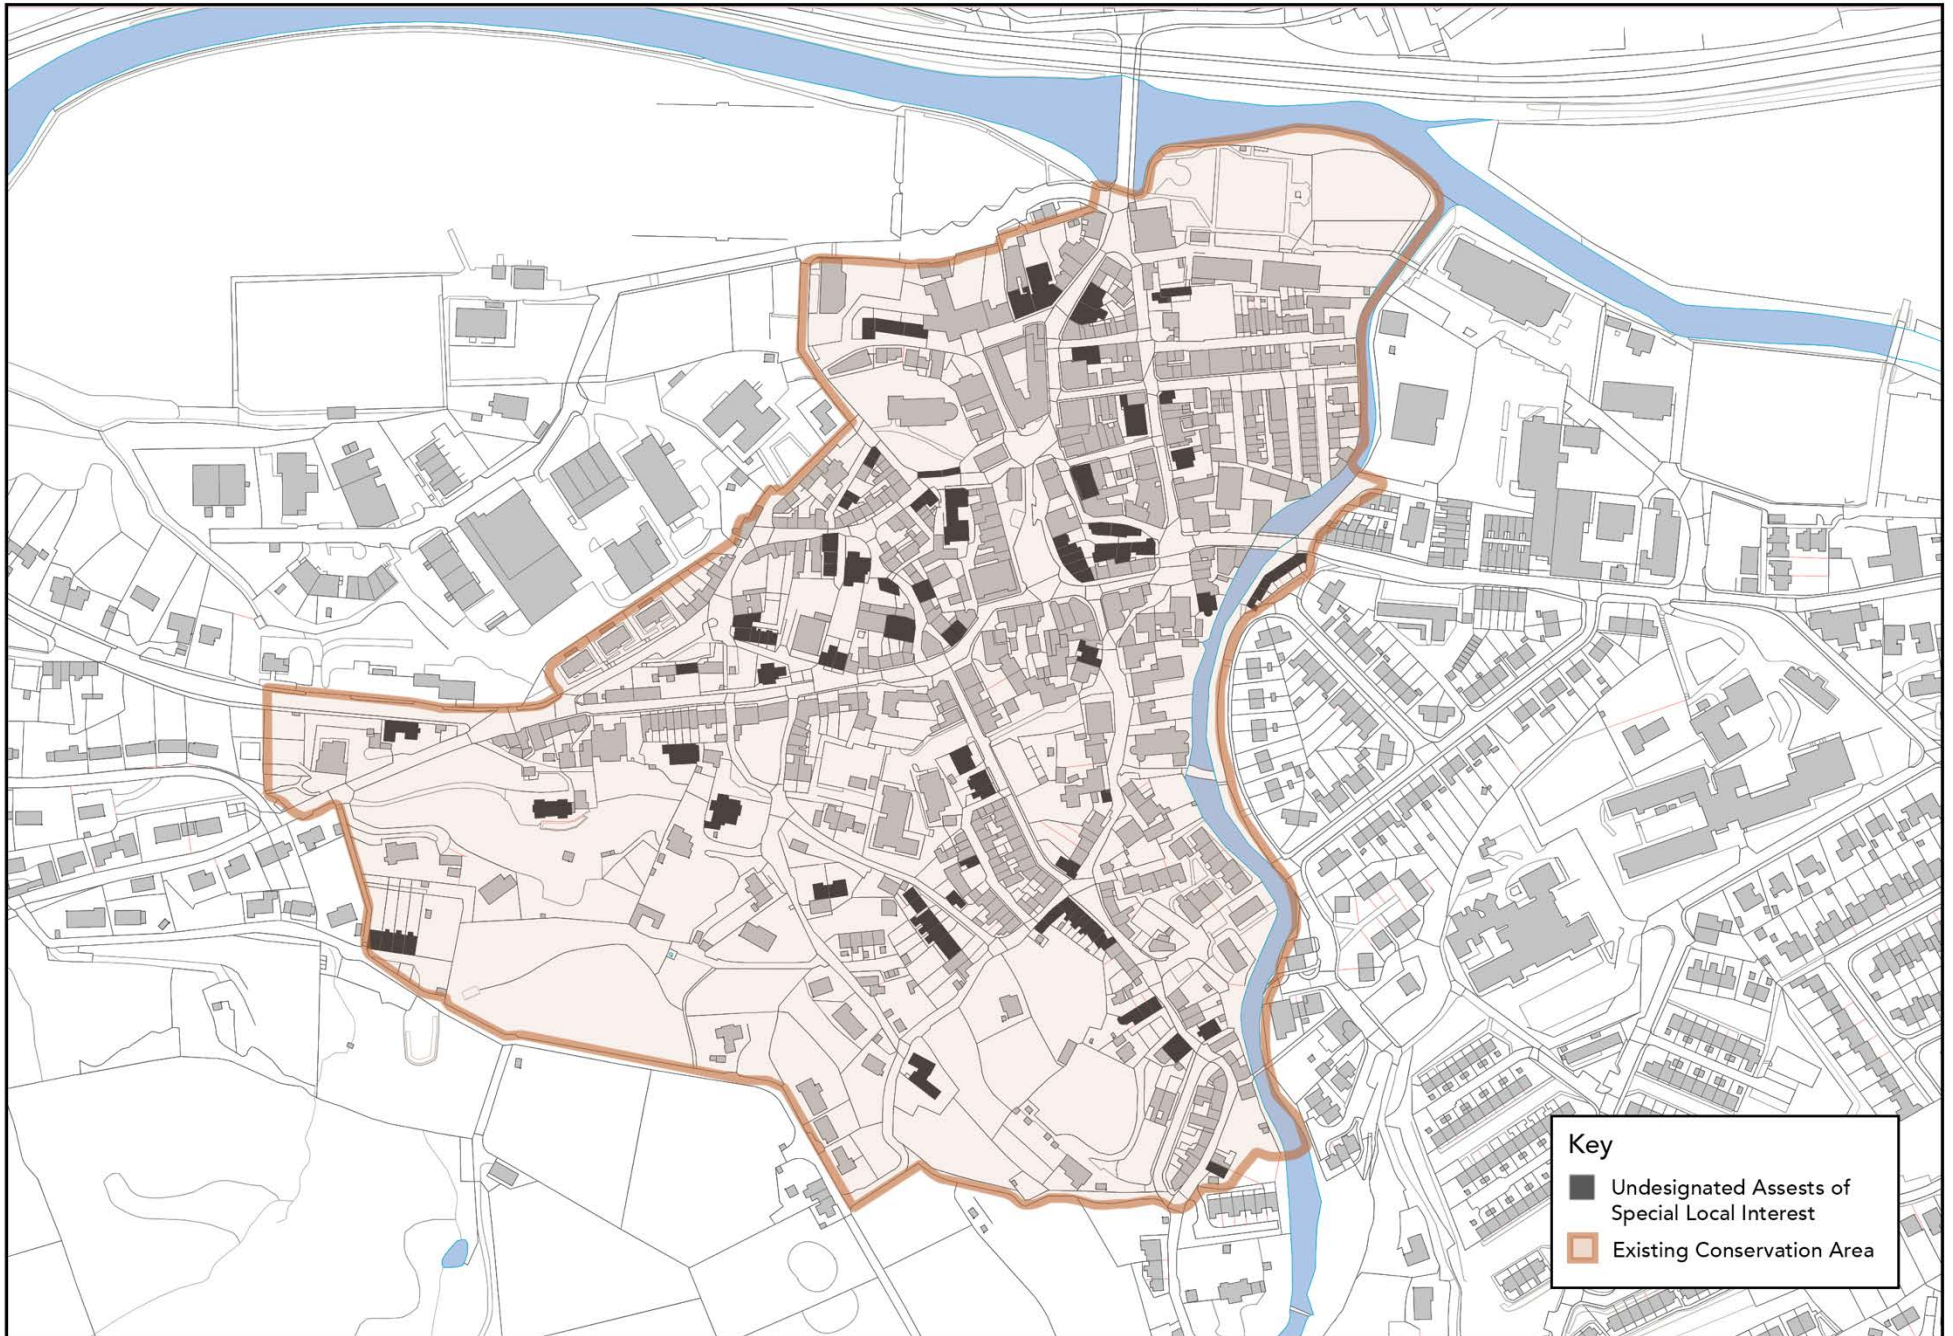 Key
Undesignated Assests of
Special Local Interest
Existing Conservation Area